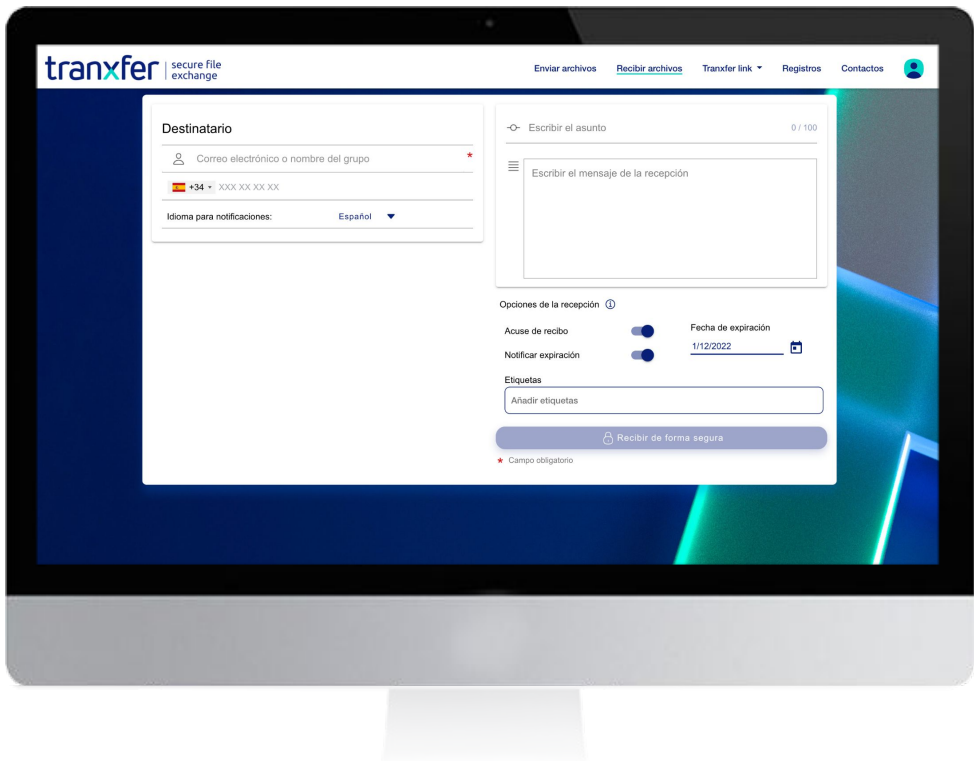 tranxfer | secure file
exchange
Enviar archivos
Recibir archivos
Tranxfer link
Registros
Contactos
Destinatario
Correo electrónico o nombre del grupo *
+34 XXX XX XX XX
Idioma para notificaciones: Español
Escribir el asunto 0 / 100
Escribir el mensaje de la recepción
Opciones de la recepción
Acuse de recibo
Notificar expiración
Fecha de expiración
1/12/2022
Etiquetas
Añadir etiquetas
Recibir de forma segura
* Campo obligatorio